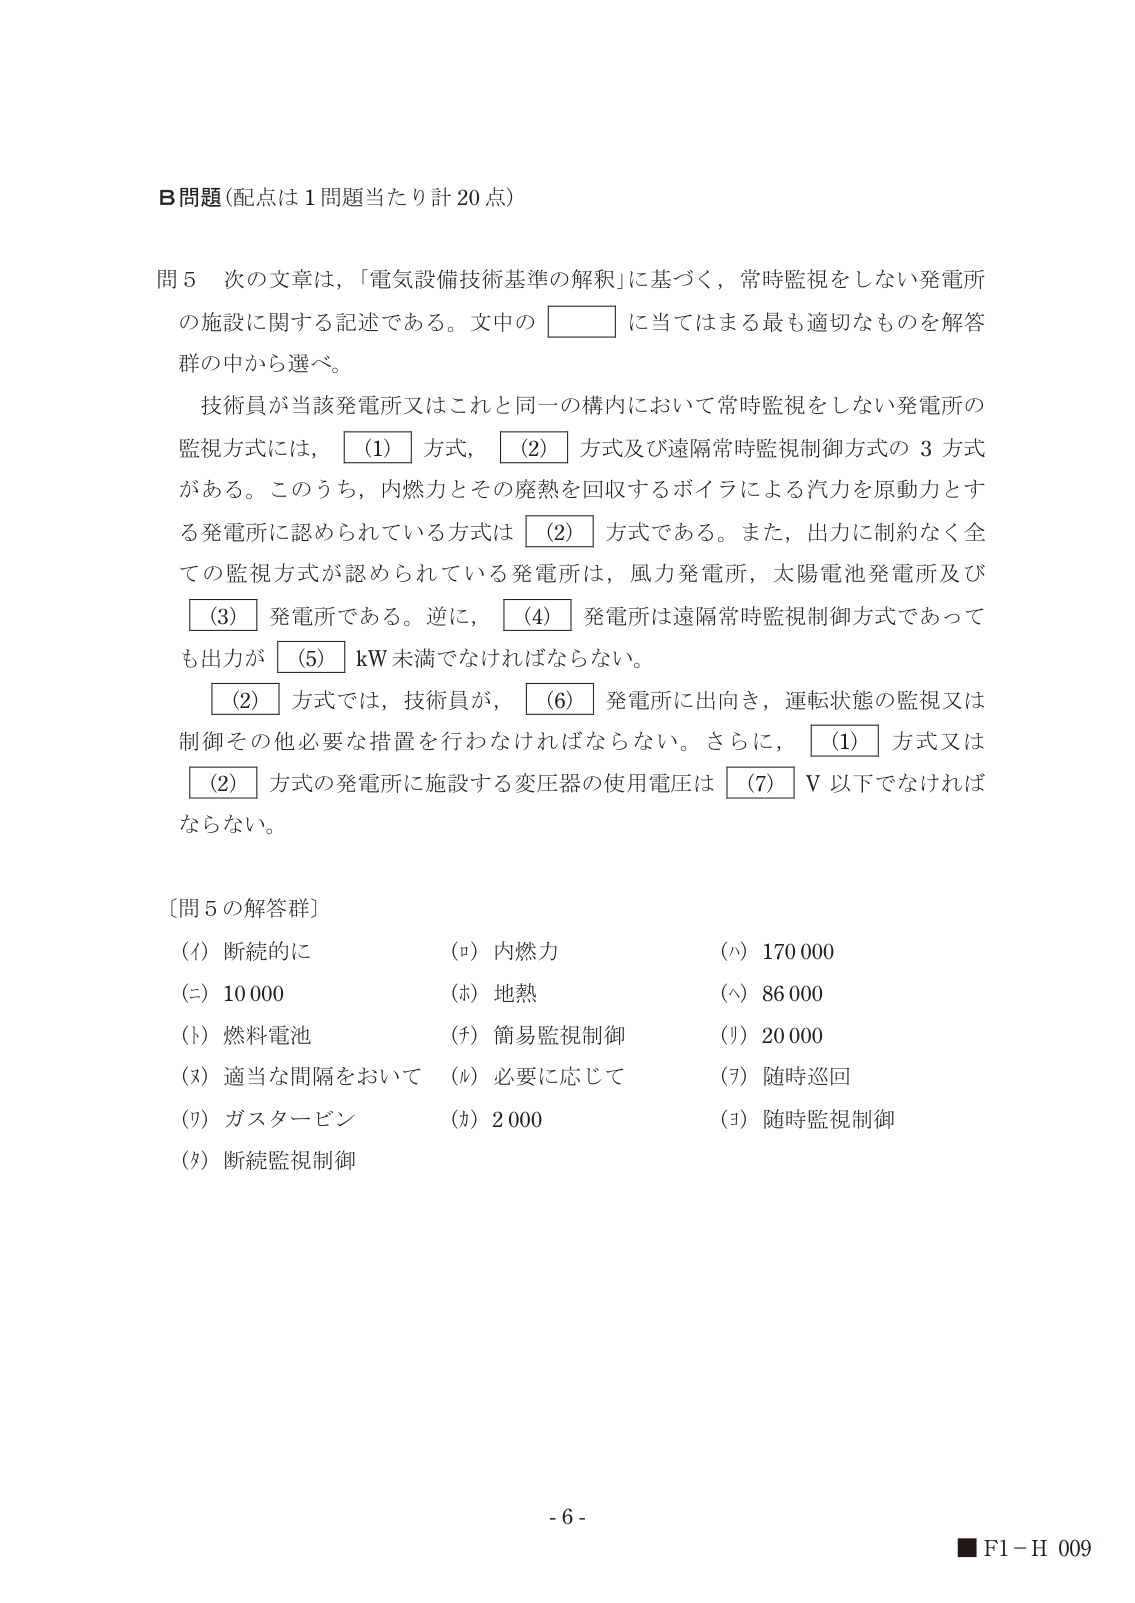 B問題(配点は1問題当たり計20点)
問5 次の文章は,「電気設備技術基準の解釈」に基づく,常時監視をしない発電所
の施設に関する記述である。文中の に当てはまる最も適切なものを解答
群の中から選べ。
技術員が当該発電所又はこれと同一の構内において常時監視をしない発電所の
監視方式には, (1) 方式, (2) 方式及び遠隔常時監視制御方式の 3 方式
がある。このうち,内燃力とその廃熱を回収するボイラによる汽力を原動力とす
る発電所に認められている方式は (2) 方式である。また,出力に制約なく全
ての監視方式が認められている発電所は,風力発電所,太陽電池発電所及び
(3) 発電所である。逆に, (4) 発電所は遠隔常時監視制御方式であって
も出力が (5) kW 未満でなければならない。
(2) 方式では,技術員が, (6) 発電所に出向き,運転状態の監視又は
制御その他必要な措置を行わなければならない。さらに, (1) 方式又は
(2) 方式の発電所に施設する変圧器の使用電圧は (7) V 以下でなければ
ならない。
〔問5の解答群〕
(イ) 断続的に (ロ) 内燃力 (ハ) 170 000
(ニ) 10 000 (ホ) 地熱 (ヘ) 86 000
(ト) 燃料電池 (チ) 簡易監視制御 (リ) 20 000
(ヌ) 適当な間隔をおいて (ル) 必要に応じて (ヲ) 随時巡回
(ワ) ガスタービン (カ) 2 000 (ヨ) 随時監視制御
(タ) 断続監視制御
- 6 -
■ F1−H 009